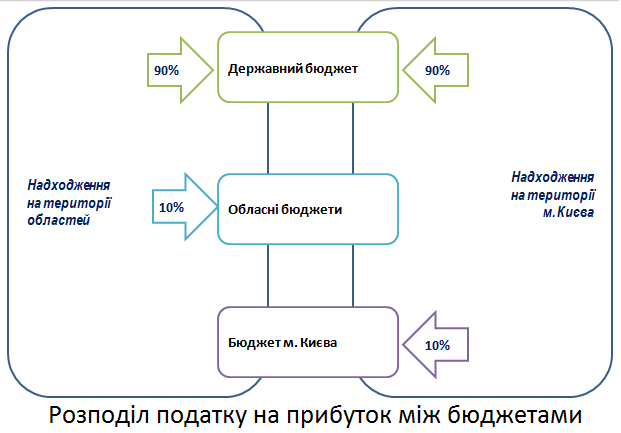 90%
Державний бюджет
90%
Надходження
на території
областей
10%
Обласні бюджети
Надходження
на території
м. Києва
Бюджет м. Києва
10%
Розподіл податку на прибуток між бюджетами